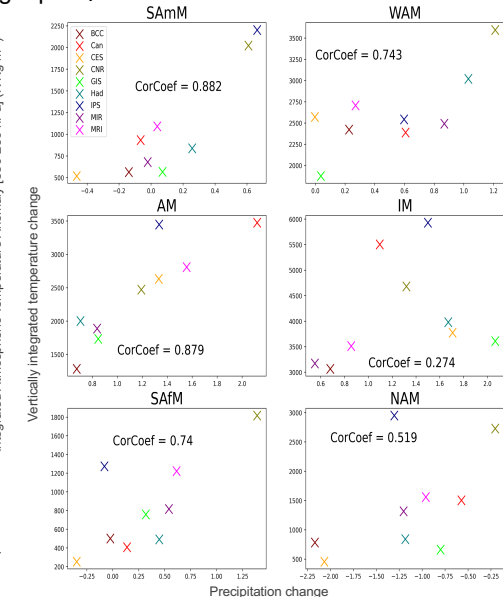 SAmM
WAM
2250
2000
1750
1500
1250
1000
750
500
BCC
Can
CES
CNR
GIS
Had
IPS
MIR
MRI
CorCoef = 0.882
−0.4 −0.2 0.0 0.2 0.4 0.6
3500
3250
3000
2750
2500
2250
2000
CorCoef = 0.743
0.0 0.2 0.4 0.6 0.8 1.0 1.2
Vertically integrated temperature change
AM
IM
3500
3000
2500
2000
1500
CorCoef = 0.879
0.8 1.0 1.2 1.4 1.6 1.8 2.0
6000
5500
5000
4500
4000
3500
3000
CorCoef = 0.274
0.6 0.8 1.0 1.2 1.4 1.6 1.8 2.0
SAfM
NAM
1800
1600
1400
1200
1000
800
600
400
200
CorCoef = 0.74
−0.25 0.00 0.25 0.50 0.75 1.00 1.25
3000
2500
2000
1500
1000
500
CorCoef = 0.519
−2.25 −2.00 −1.75 −1.50 −1.25 −1.00 −0.75 −0.50 −0.25
Precipitation change